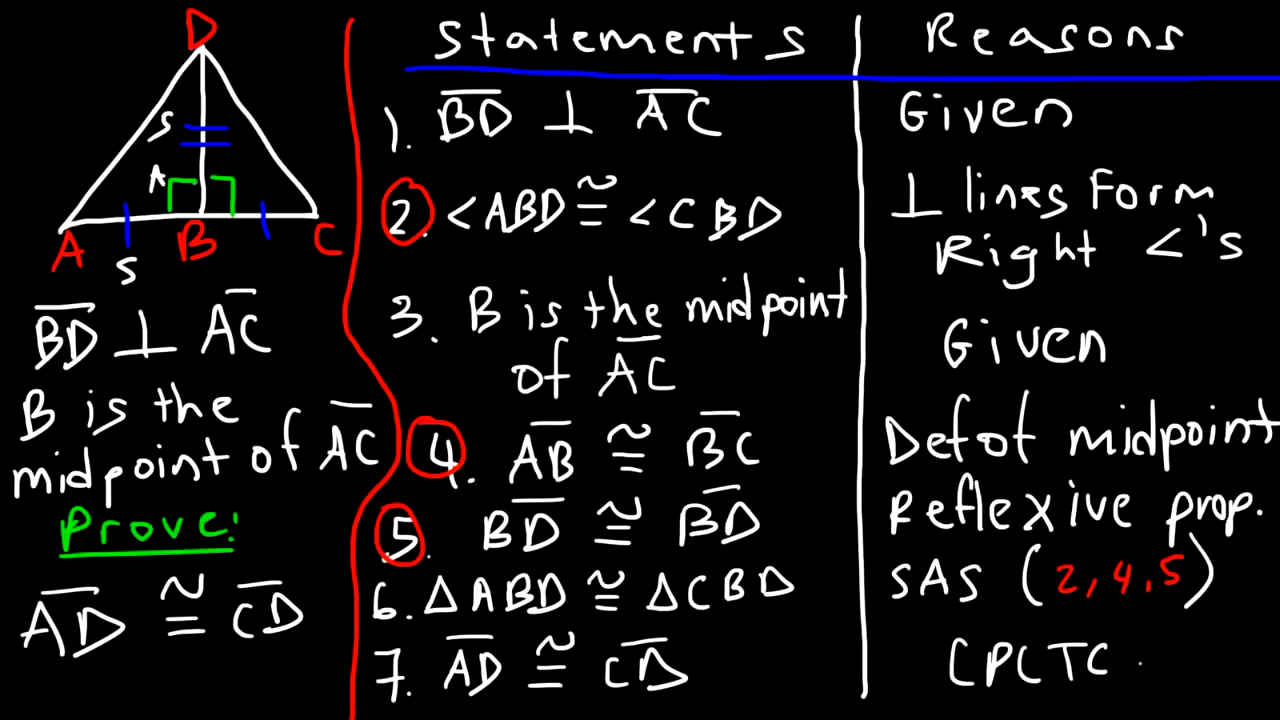 D
S
A
A B C
S
BD ⊥ AC
B is the
midpoint of AC
Prove:
AD ≅ CD
Statements
Reasons
1. BD ⊥ AC
Given
2. <ABD ≅ <CBD
⊥ lines Form
Right <'s
3. B is the midpoint
of AC
Given
4. AB ≅ BC
Def of midpoint
5. BD ≅ BD
Reflexive prop.
6. △ABD ≅ △CBD
SAS (2,4,5)
7. AD ≅ CD
CPCTC.